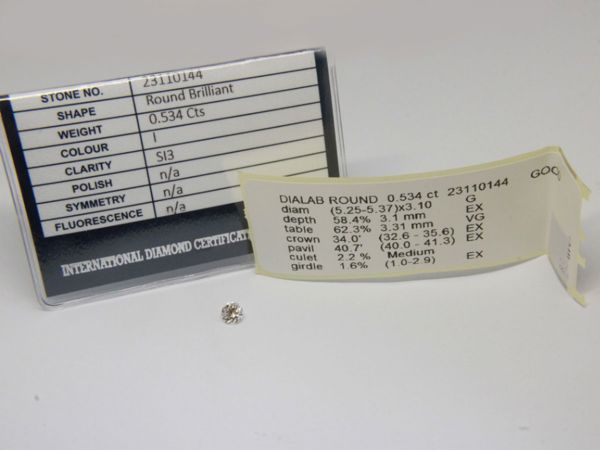 STONE NO. 23110144
SHAPE Round Brilliant
WEIGHT 0.534 Cts
COLOUR I
CLARITY SI3
POLISH n/a
SYMMETRY n/a
FLUORESCENCE n/a
INTERNATIONAL DIAMOND CERTIFICA
DIALAB ROUND 0.534 ct 23110144 GOO
diam (5.25-5.37)x3.10 G
depth 58.4% 3.1 mm EX
table 62.3% 3.31 mm VG
crown 34.0' (32.6 - 35.6) EX
pavil 40.7' (40.0 - 41.3) EX
culet 2.2 % Medium
girdle 1.6% (1.0-2.9) EX